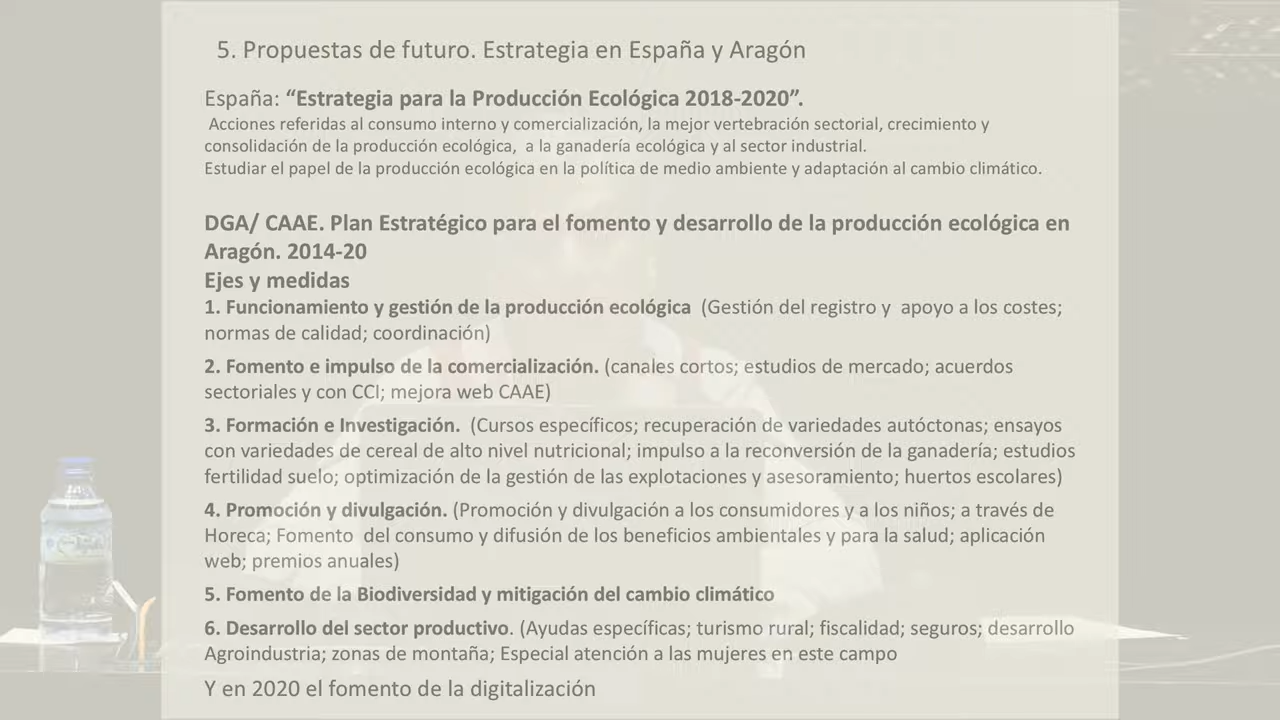 5. Propuestas de futuro. Estrategia en España y Aragón
España: “Estrategia para la Producción Ecológica 2018-2020”.
Acciones referidas al consumo interno y comercialización, la mejor vertebración sectorial, crecimiento y
consolidación de la producción ecológica, a la ganadería ecológica y al sector industrial.
Estudiar el papel de la producción ecológica en la política de medio ambiente y adaptación al cambio climático.
DGA/ CAAE. Plan Estratégico para el fomento y desarrollo de la producción ecológica en
Aragón. 2014-20
Ejes y medidas
1. Funcionamiento y gestión de la producción ecológica (Gestión del registro y apoyo a los costes;
normas de calidad; coordinación)
2. Fomento e impulso de la comercialización. (canales cortos; estudios de mercado; acuerdos
sectoriales y con CCI; mejora web CAAE)
3. Formación e Investigación. (Cursos específicos; recuperación de variedades autóctonas; ensayos
con variedades de cereal de alto nivel nutricional; impulso a la reconversión de la ganadería; estudios
fertilidad suelo; optimización de la gestión de las explotaciones y asesoramiento; huertos escolares)
4. Promoción y divulgación. (Promoción y divulgación a los consumidores y a los niños; a través de
Horeca; Fomento del consumo y difusión de los beneficios ambientales y para la salud; aplicación
web; premios anuales)
5. Fomento de la Biodiversidad y mitigación del cambio climático
6. Desarrollo del sector productivo. (Ayudas específicas; turismo rural; fiscalidad; seguros; desarrollo
Agroindustria; zonas de montaña; Especial atención a las mujeres en este campo
Y en 2020 el fomento de la digitalización